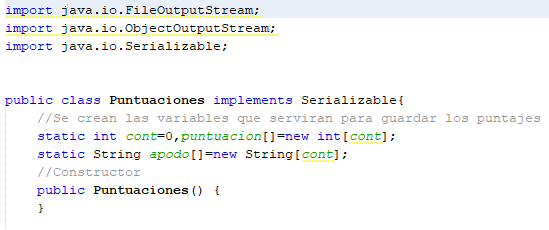 import java.io.FileOutputStream;
import java.io.ObjectOutputStream;
import java.io.Serializable;
public class Puntuaciones implements Serializable{
//Se crean las variables que serviran para guardar los puntajes
static int cont=0,puntuacion[]=new int[cont];
static String apodo[]=new String[cont];
//Constructor
public Puntuaciones() {
}